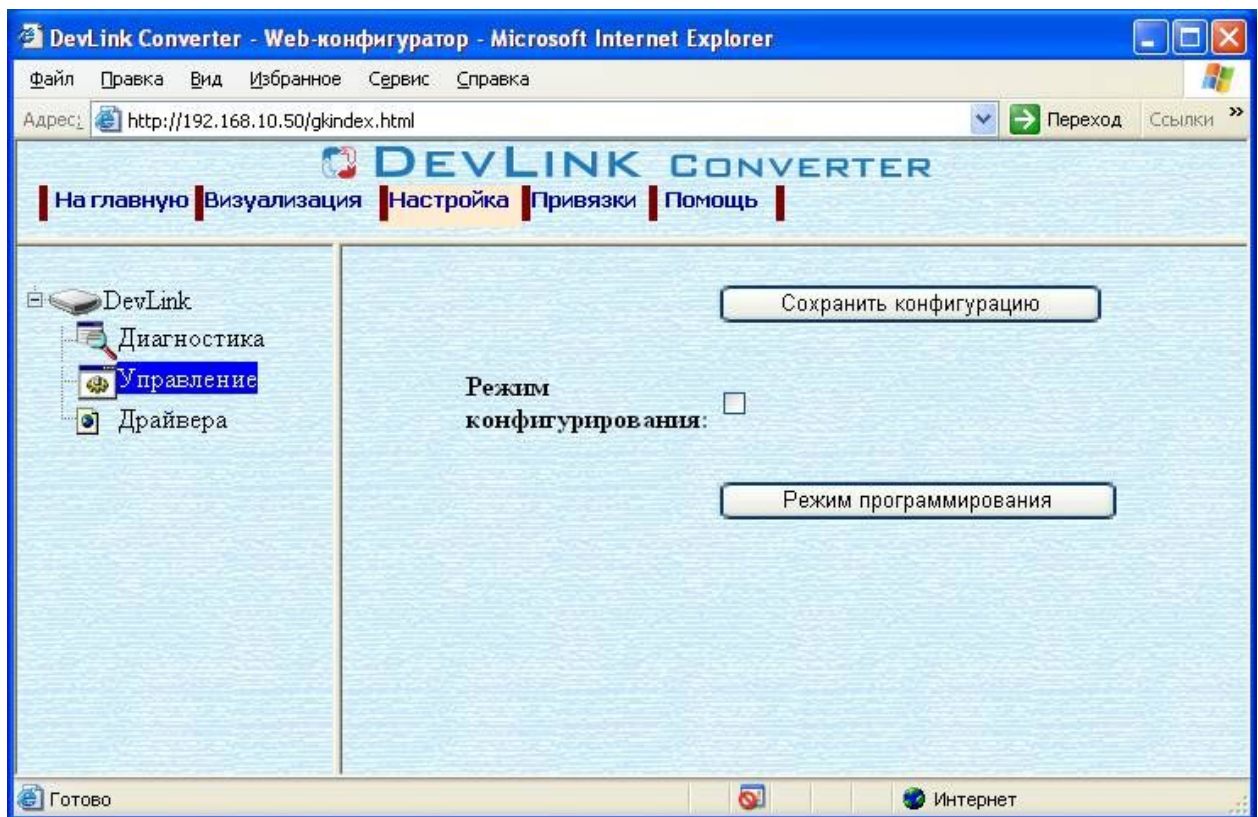 DevLink Converter - Web-конфигуратор - Microsoft Internet Explorer
Файл Правка Вид Избранное Сервис Справка
Адрес: http://192.168.10.50/gkindex.html Переход Ссылки »
DEVLINK CONVERTER
На главную Визуализация Настройка Привязки Помощь
DevLink
Диагностика
Управление
Драйвера
Сохранить конфигурацию
Режим
конфигурирования:
Режим программирования
Готово Интернет